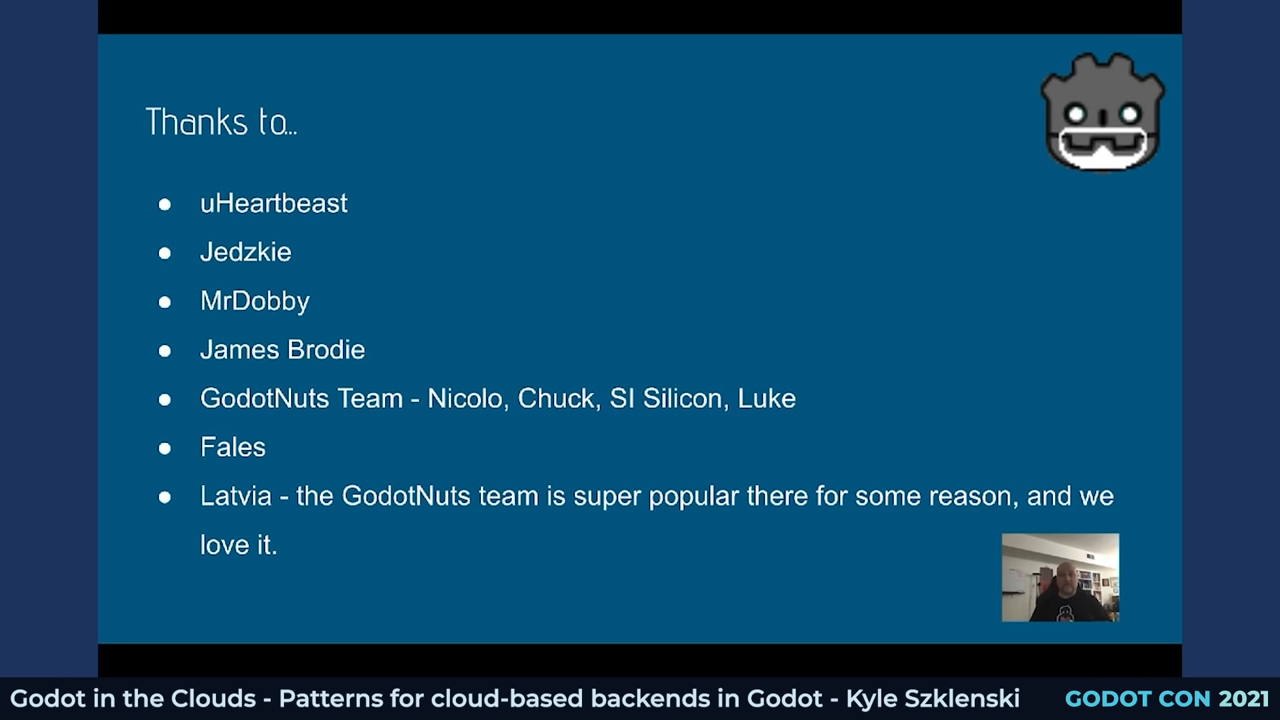 Thanks to...
● uHeartbeast
● Jedzkie
● MrDobby
● James Brodie
● GodotNuts Team - Nicolo, Chuck, SI Silicon, Luke
● Fales
● Latvia - the GodotNuts team is super popular there for some reason, and we
love it.
Godot in the Clouds - Patterns for cloud-based backends in Godot - Kyle Szklenski
GODOT CON 2021